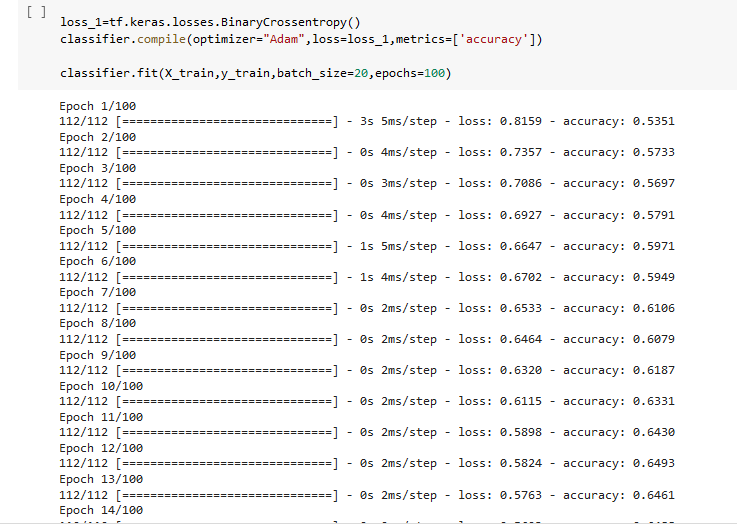 [ ]
loss_1=tf.keras.losses.BinaryCrossentropy()
classifier.compile(optimizer="Adam",loss=loss_1,metrics=['accuracy'])
classifier.fit(X_train,y_train,batch_size=20,epochs=100)
Epoch 1/100
112/112 [==============================] - 3s 5ms/step - loss: 0.8159 - accuracy: 0.5351
Epoch 2/100
112/112 [==============================] - 0s 4ms/step - loss: 0.7357 - accuracy: 0.5733
Epoch 3/100
112/112 [==============================] - 0s 3ms/step - loss: 0.7086 - accuracy: 0.5697
Epoch 4/100
112/112 [==============================] - 0s 4ms/step - loss: 0.6927 - accuracy: 0.5791
Epoch 5/100
112/112 [==============================] - 1s 5ms/step - loss: 0.6647 - accuracy: 0.5971
Epoch 6/100
112/112 [==============================] - 1s 4ms/step - loss: 0.6702 - accuracy: 0.5949
Epoch 7/100
112/112 [==============================] - 0s 2ms/step - loss: 0.6533 - accuracy: 0.6106
Epoch 8/100
112/112 [==============================] - 0s 2ms/step - loss: 0.6464 - accuracy: 0.6079
Epoch 9/100
112/112 [==============================] - 0s 2ms/step - loss: 0.6320 - accuracy: 0.6187
Epoch 10/100
112/112 [==============================] - 0s 2ms/step - loss: 0.6115 - accuracy: 0.6331
Epoch 11/100
112/112 [==============================] - 0s 2ms/step - loss: 0.5898 - accuracy: 0.6430
Epoch 12/100
112/112 [==============================] - 0s 2ms/step - loss: 0.5824 - accuracy: 0.6493
Epoch 13/100
112/112 [==============================] - 0s 2ms/step - loss: 0.5763 - accuracy: 0.6461
Epoch 14/100